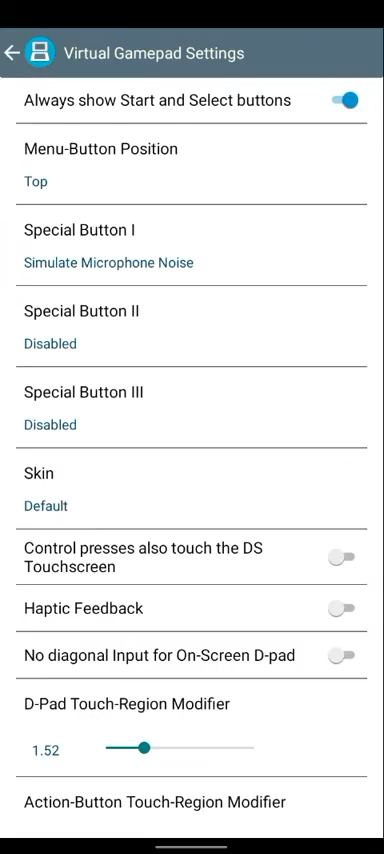 Virtual Gamepad Settings
Always show Start and Select buttons
Menu-Button Position
Top
Special Button I
Simulate Microphone Noise
Special Button II
Disabled
Special Button III
Disabled
Skin
Default
Control presses also touch the DS
Touchscreen
Haptic Feedback
No diagonal Input for On-Screen D-pad
D-Pad Touch-Region Modifier
1.52
Action-Button Touch-Region Modifier